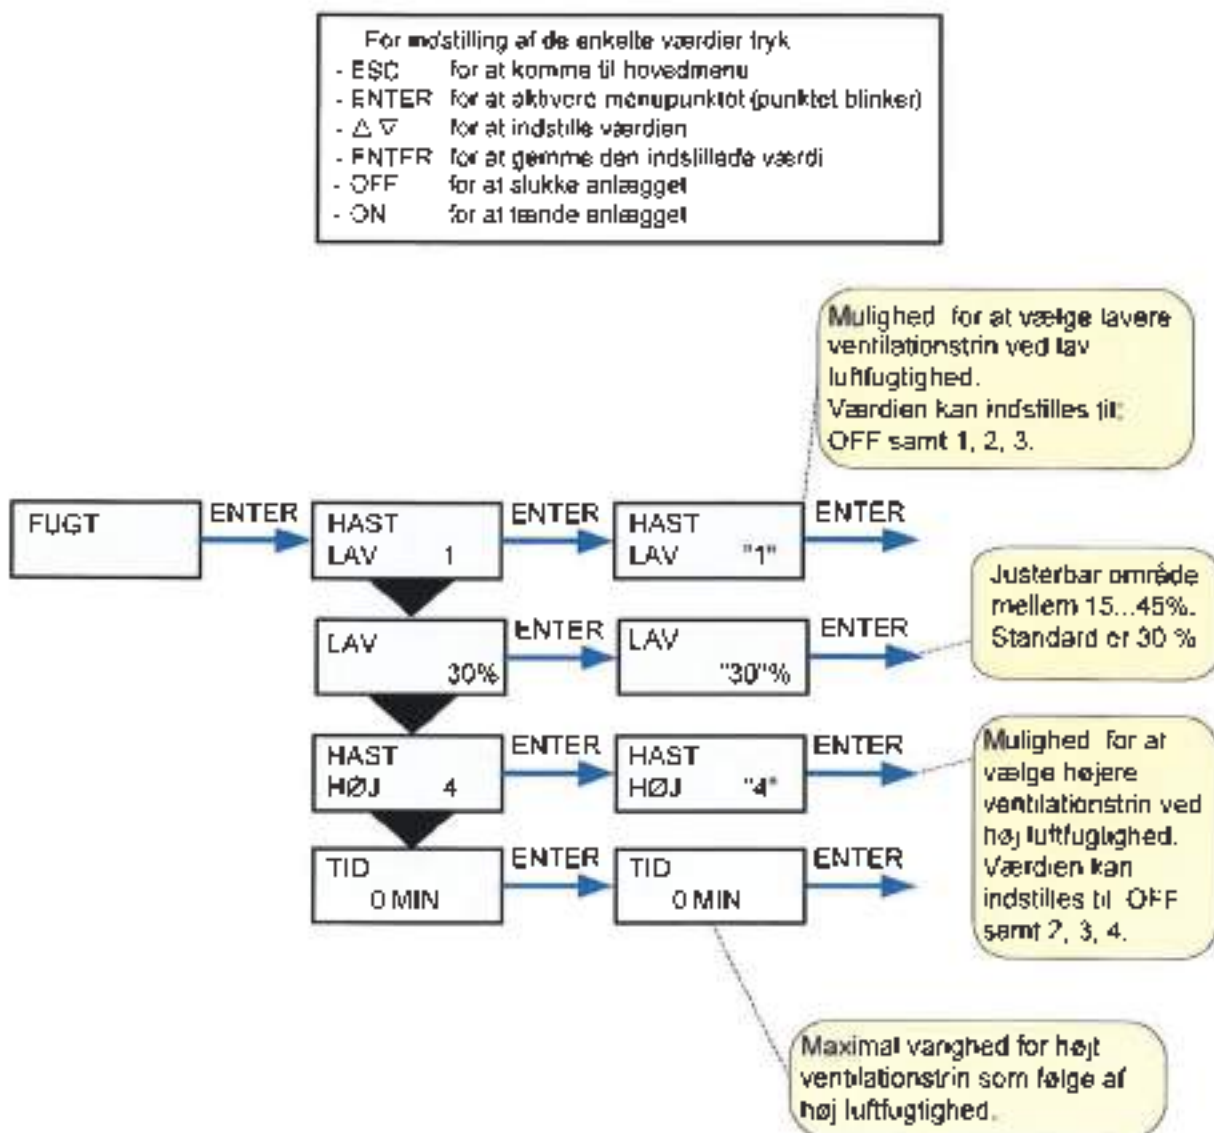 For indstilling af de enkelte værdier tryk
- ESC for at komme til hovedmenu
- ENTER for at aktivere menupunktet (punktet blinker)
- △ ▽ for at indstille værdien
- ENTER for at gemme den indstillede værdi
- OFF for at slukke anlægget
- ON for at tænde anlægget
Mulighed for at vælge lavere
ventilationstrin ved lav
luftfugtighed.
Værdien kan indstilles til:
OFF samt 1, 2, 3.
FUGT
ENTER
HAST
LAV 1
ENTER
HAST
LAV "1"
ENTER
LAV
30%
ENTER
LAV
"30"%
ENTER
Justerbar område
mellem 15...45%.
Standard er 30 %
HAST
HØJ 4
ENTER
HAST
HØJ "4"
ENTER
Mulighed for at
vælge højere
ventilationstrin ved
høj luftfugtighed.
Værdien kan
indstilles til OFF
samt 2, 3, 4.
TID
0 MIN
ENTER
TID
0 MIN
ENTER
Maximal varighed for højt
ventilationstrin som følge af
høj luftfugtighed.